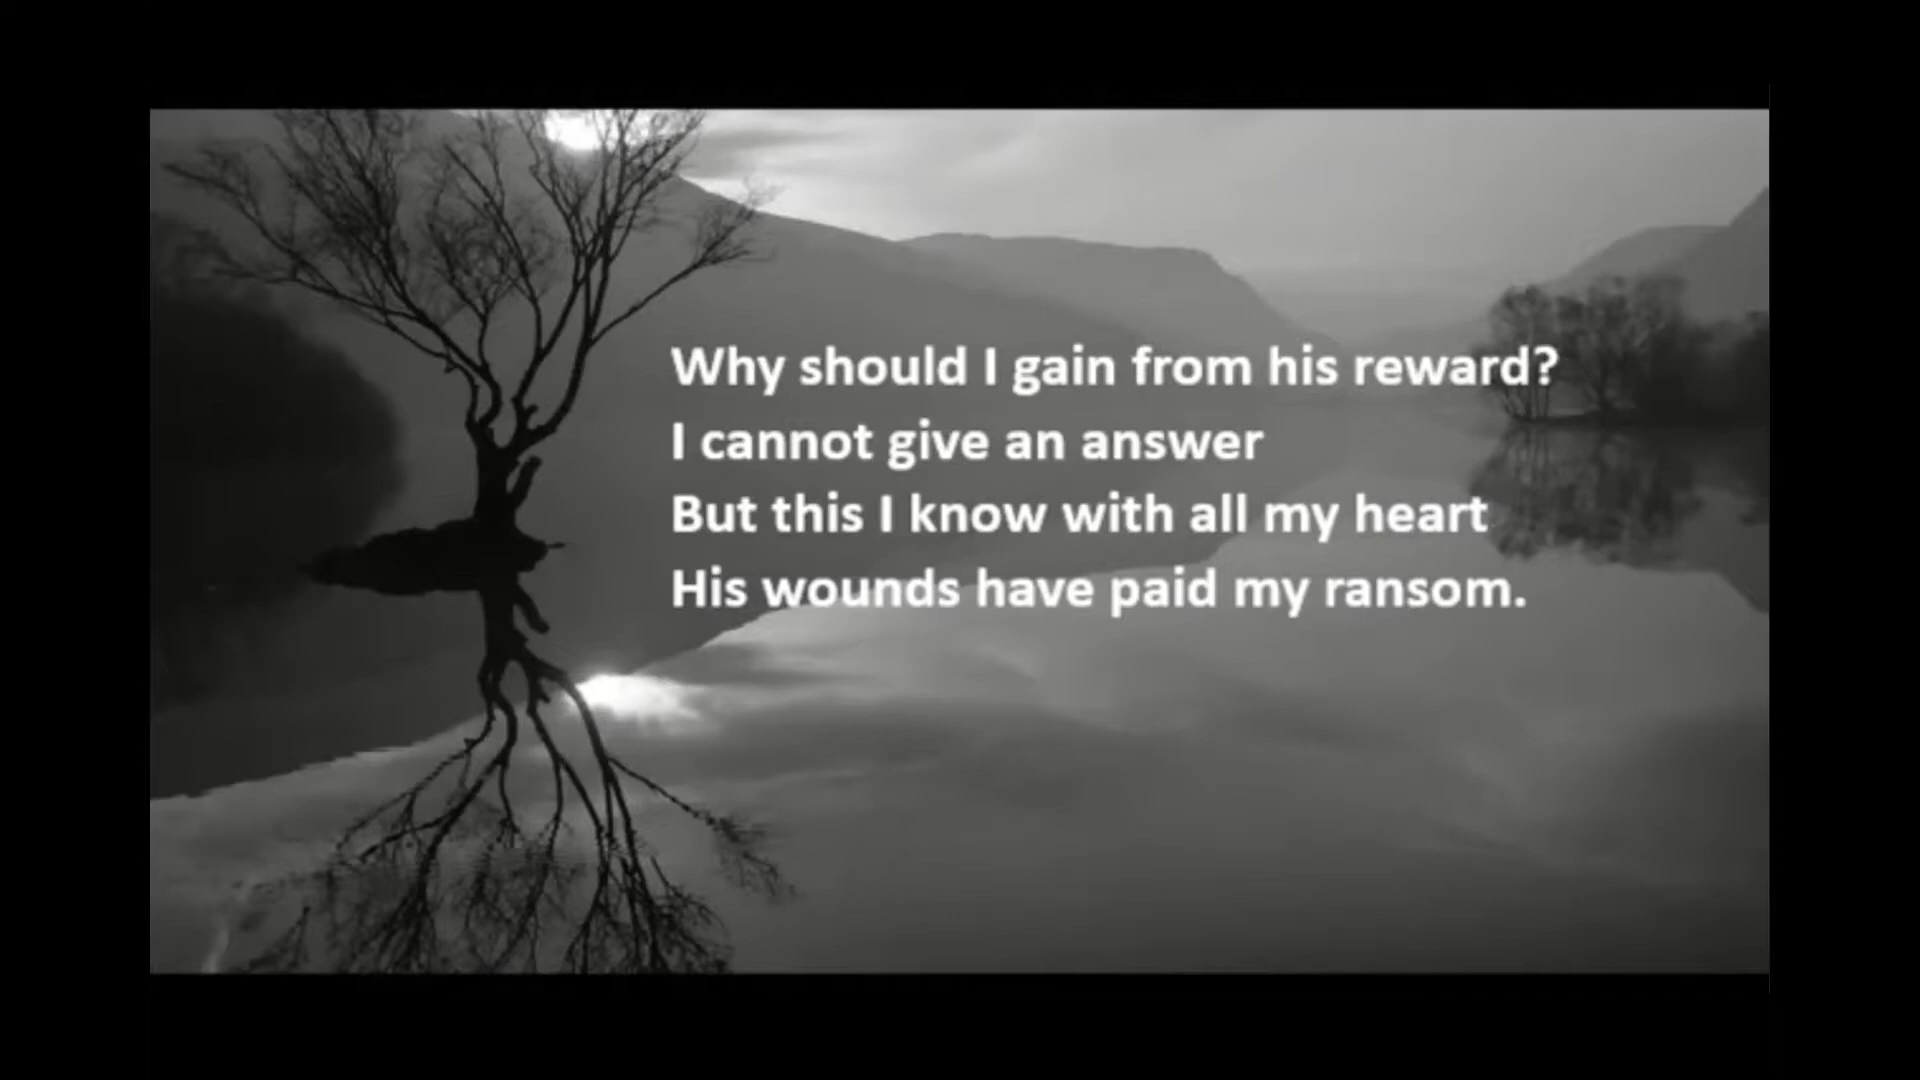 Why should I gain from his reward?
I cannot give an answer
But this I know with all my heart
His wounds have paid my ransom.